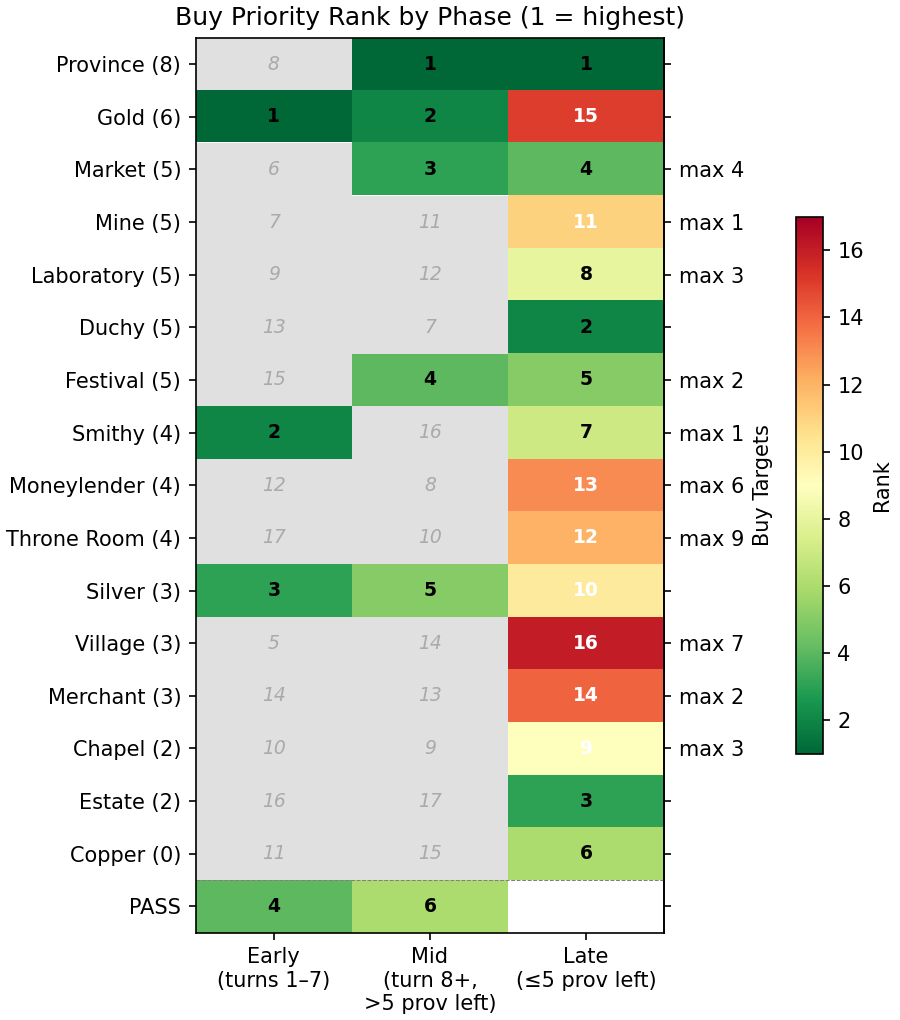 Buy Priority Rank by Phase (1 = highest)
Province (8) 8 1 1
Gold (6) 1 2 15
Market (5) 6 3 4 max 4
Mine (5) 7 11 11 max 1
Laboratory (5) 9 12 8 max 3
Duchy (5) 13 7 2
Festival (5) 15 4 5 max 2
Smithy (4) 2 16 7 max 1
Moneylender (4) 12 8 13 max 6
Throne Room (4) 17 10 12 max 9
Silver (3) 3 5 10
Village (3) 5 14 16 max 7
Merchant (3) 14 13 14 max 2
Chapel (2) 10 9 9 max 3
Estate (2) 16 17 3
Copper (0) 11 15 6
PASS 4 6
Early
(turns 1–7)
Mid
(turn 8+,
>5 prov left)
Late
(≤5 prov left)
Buy Targets
16
14
12
10
8
6
4
2
Rank